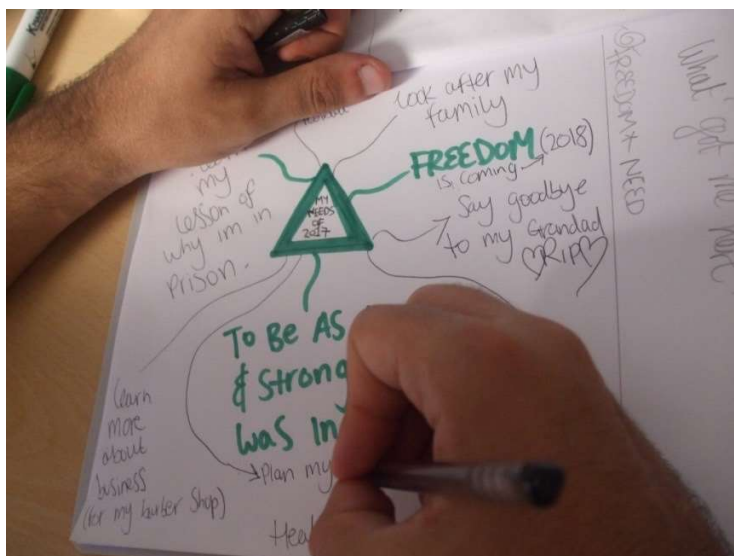 look after my
family
FREEDOM (2018)
is coming
Say goodbye
to my Grandad
RIP
MY
NEEDS
OF
2017
my
lesson of
why im in
prison.
To Be AS
& Strong
was in
Plan my
learn
more
about
business
(for my barber shop)
FREEDOM * NEED
What got me here